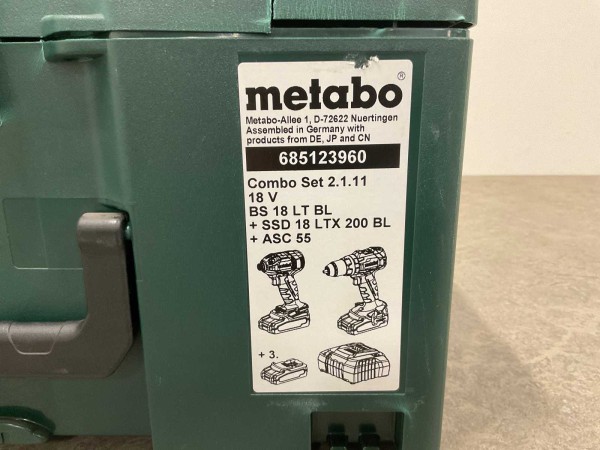 metabo
metabo®
Metabo-Allee 1, D-72622 Nuertingen
Assembled in Germany with
products from DE, JP and CN
685123960
Combo Set 2.1.11
18 V
BS 18 LT BL
+ SSD 18 LTX 200 BL
+ ASC 55
+ 3.